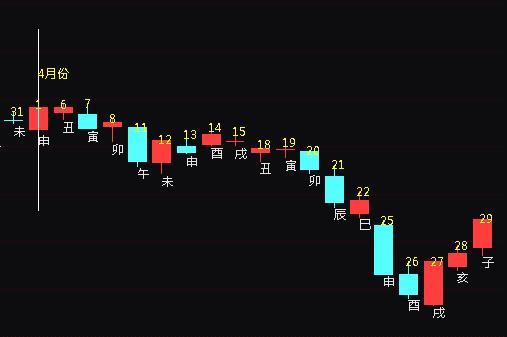 4月份
31
未
1
申
6
丑
7
寅
8
卯
11
午
12
未
13
申
14
酉
15
戌
18
丑
19
寅
20
卯
21
辰
22
巳
25
申
26
酉
27
戌
28
亥
29
子